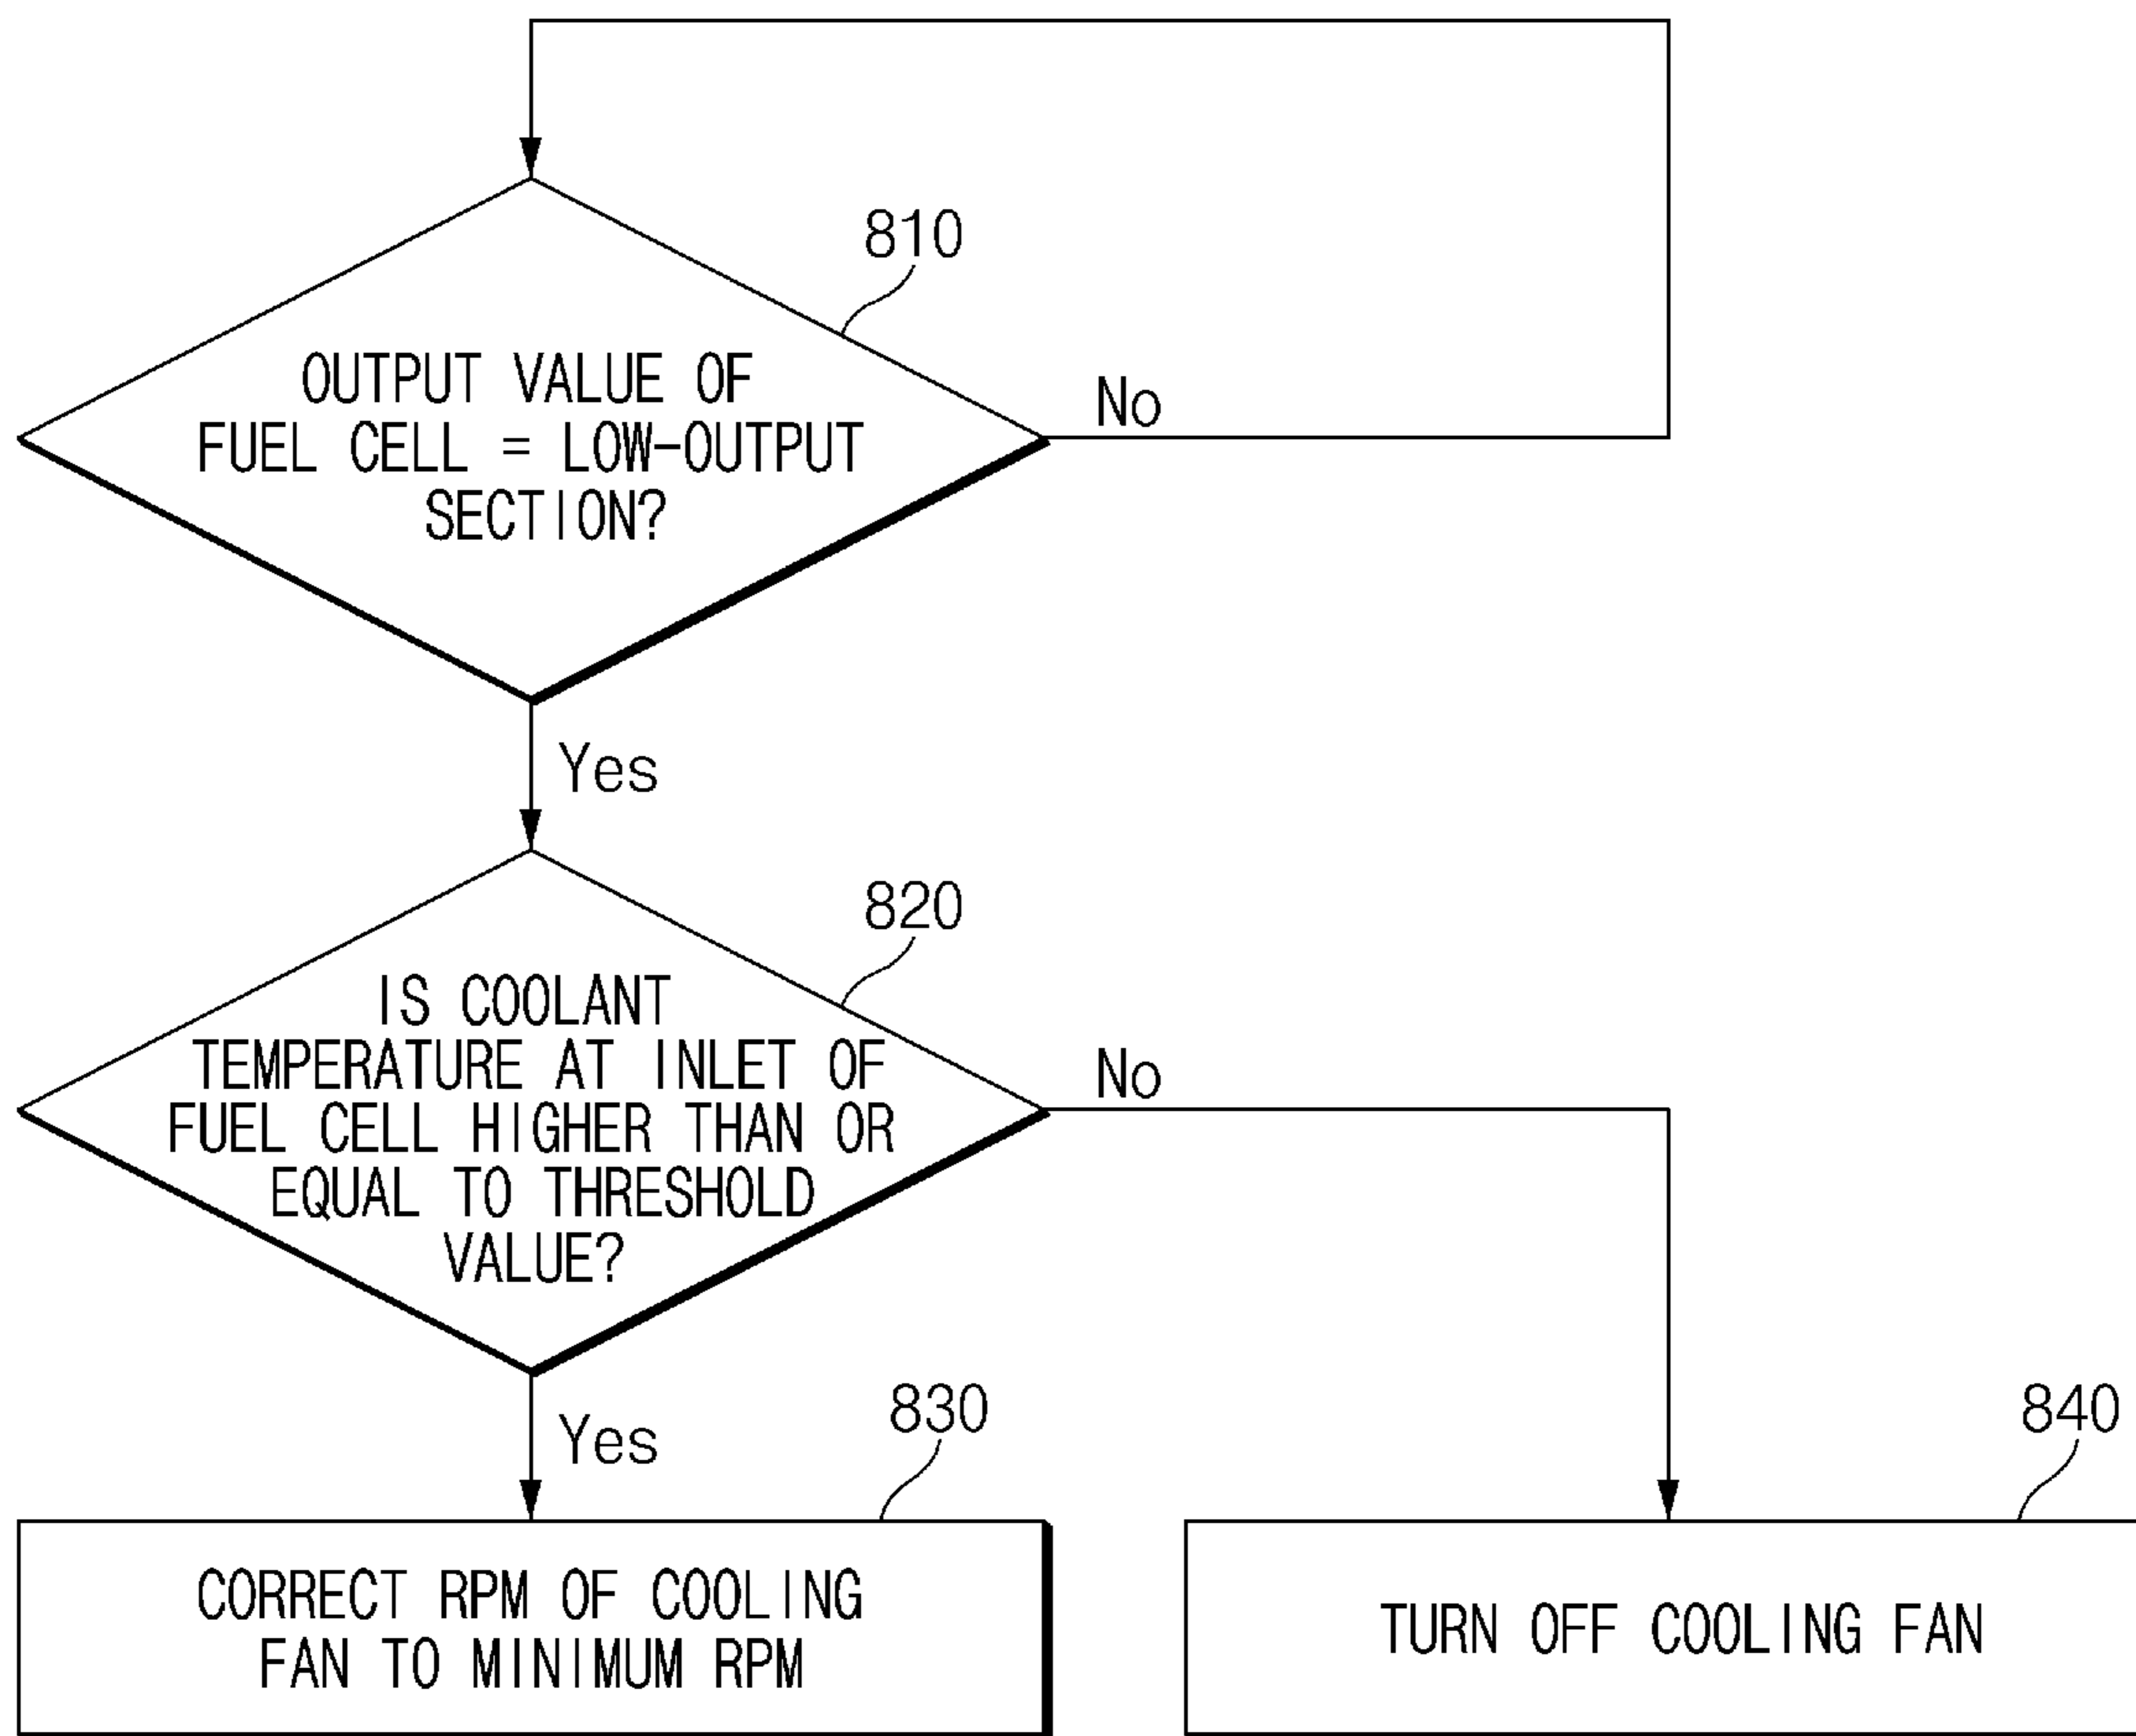 810
OUTPUT VALUE OF
FUEL CELL = LOW-OUTPUT
SECTION?
No
Yes
820
IS COOLANT
TEMPERATURE AT INLET OF
FUEL CELL HIGHER THAN OR
EQUAL TO THRESHOLD
VALUE?
No
Yes
830
CORRECT RPM OF COOLING
FAN TO MINIMUM RPM
840
TURN OFF COOLING FAN